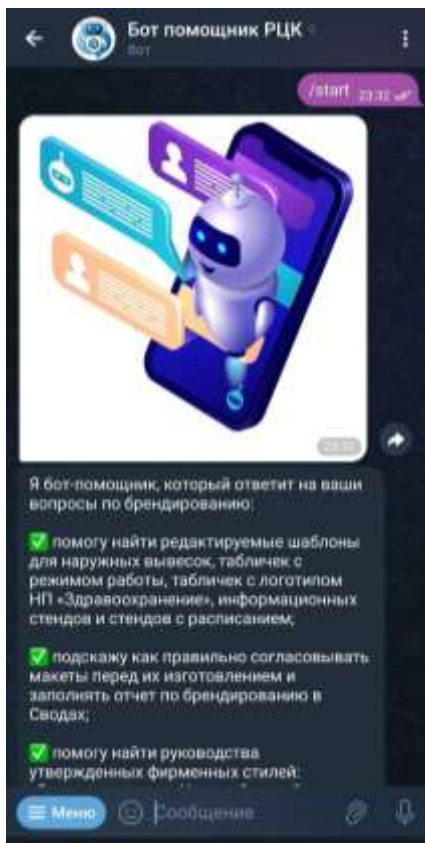 Бот помощник РЦК
бот
/start 23:32
23:32
Я бот-помощник, который ответит на ваши
вопросы по брендированию:
✅ помогу найти редактируемые шаблоны
для наружных вывесок, табличек с
режимом работы, табличек с логотипом
НП «Здравоохранение», информационных
стендов и стендов с расписанием;
✅ подскажу как правильно согласовывать
макеты перед их изготовлением и
заполнять отчет по брендированию в
Сводах;
✅ помогу найти руководства
утвержденных фирменных стилей:
Меню
Сообщение